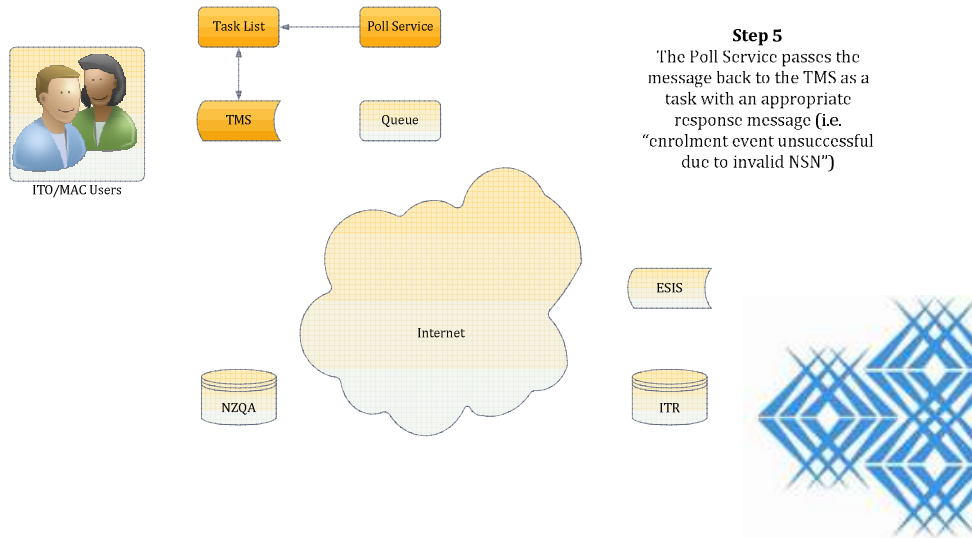 Task List
Poll Service
Step 5
The Poll Service passes the
message back to the TMS as a
task with an appropriate
response message (i.e.
"enrolment event unsuccessful
due to invalid NSN")
TMS
Queue
ITO/MAC Users
ESIS
Internet
NZQA
ITR